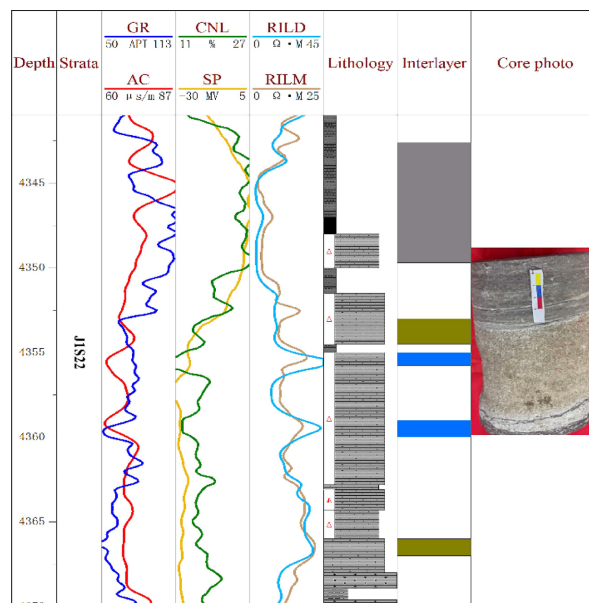 GR CNL RILD
50 API 113 11 % 27 0 Ω·M 45
Depth Strata Lithology Interlayer Core photo
AC SP RILM
60 μs/m 87 -30 MV 5 0 Ω·M 25
4345
4350
4355
J1S22
4360
4365